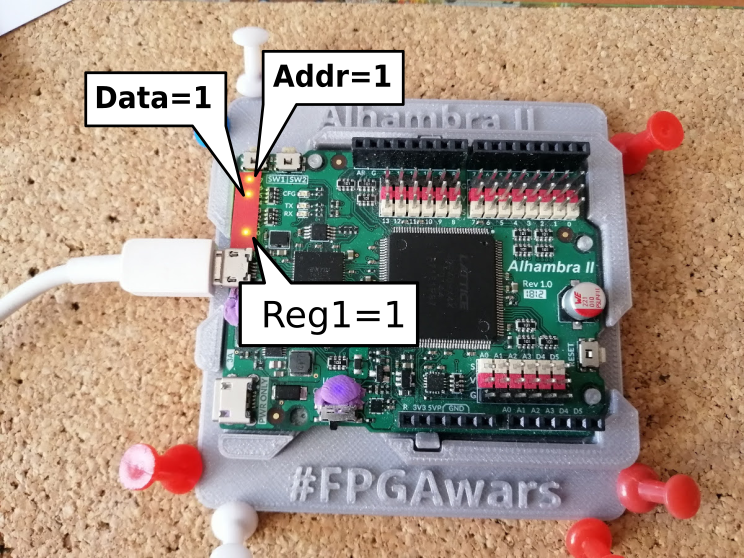 Addr=1
Data=1
Alhambra II
SW1 SW2
CFG
TX
RX
13 12 11 10 9 8
7 6 5 4 3 2 1 0
LATTICE
Alhambra II
Rev 1.0
1812
Reg1=1
RESET
A0 A1 A2 A3 D4 D5
S
V
G
R 3V3 5VP GND
A0 A1 A2 A3 D4 D5
#FPGAwars